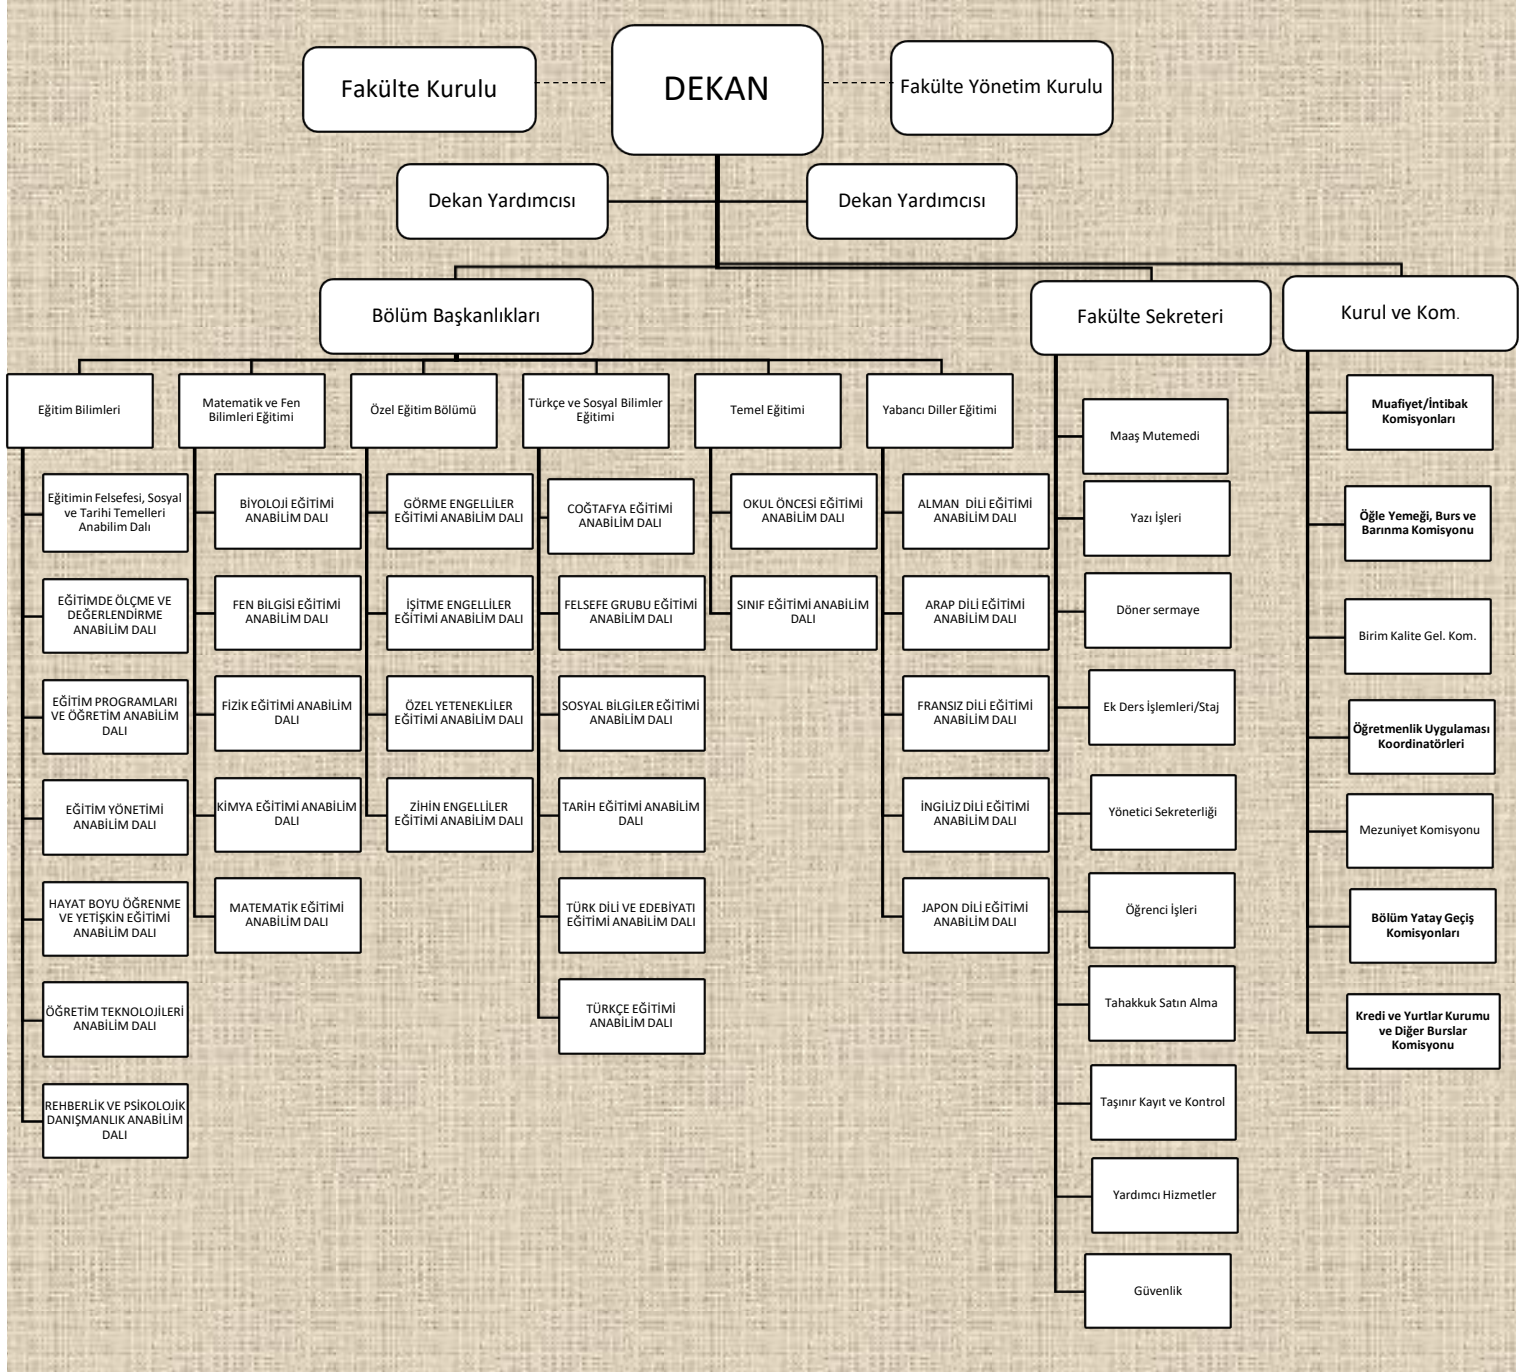 Fakülte Kurulu
DEKAN
Fakülte Yönetim Kurulu
Dekan Yardımcısı
Dekan Yardımcısı
Bölüm Başkanlıkları
Fakülte Sekreteri
Kurul ve Kom.
Eğitim Bilimleri
Eğitimin Felsefesi, Sosyal
ve Tarihi Temelleri
Anabilim Dalı
EĞİTİMDE ÖLÇME VE
DEĞERLENDİRME
ANABİLİM DALI
EĞİTİM PROGRAMLARI
VE ÖĞRETİM ANABİLİM
DALI
EĞİTİM YÖNETİMİ
ANABİLİM DALI
HAYAT BOYU ÖĞRENME
VE YETİŞKİN EĞİTİMİ
ANABİLİM DALI
ÖĞRETİM TEKNOLOJİLERİ
ANABİLİM DALI
REHBERLİK VE PSİKOLOJİK
DANIŞMANLIK ANABİLİM
DALI
Matematik ve Fen
Bilimleri Eğitimi
BİYOLOJİ EĞİTİMİ
ANABİLİM DALI
FEN BİLGİSİ EĞİTİMİ
ANABİLİM DALI
FİZİK EĞİTİMİ ANABİLİM
DALI
KİMYA EĞİTİMİ ANABİLİM
DALI
MATEMATİK EĞİTİMİ
ANABİLİM DALI
Özel Eğitim Bölümü
GÖRME ENGELLİLER
EĞİTİMİ ANABİLİM DALI
İŞİTME ENGELLİLER
EĞİTİMİ ANABİLİM DALI
ÖZEL YETENEKLİLER
EĞİTİMİ ANABİLİM DALI
ZİHİN ENGELLİLER
EĞİTİMİ ANABİLİM DALI
Türkçe ve Sosyal Bilimler
Eğitimi
COĞTAFYA EĞİTİMİ
ANABİLİM DALI
FELSEFE GRUBU EĞİTİMİ
ANABİLİM DALI
SOSYAL BİLGİLER EĞİTİMİ
ANABİLİM DALI
TARİH EĞİTİMİ ANABİLİM
DALI
TÜRK DİLİ VE EDEBİYATI
EĞİTİMİ ANABİLİM DALI
TÜRKÇE EĞİTİMİ
ANABİLİM DALI
Temel Eğitimi
OKUL ÖNCESİ EĞİTİMİ
ANABİLİM DALI
SINIF EĞİTİMİ ANABİLİM
DALI
Yabancı Diller Eğitimi
ALMAN DİLİ EĞİTİMİ
ANABİLİM DALI
ARAP DİLİ EĞİTİMİ
ANABİLİM DALI
FRANSIZ DİLİ EĞİTİMİ
ANABİLİM DALI
İNGİLİZ DİLİ EĞİTİMİ
ANABİLİM DALI
JAPON DİLİ EĞİTİMİ
ANABİLİM DALI
Maaş Mutemedi
Yazı İşleri
Döner sermaye
Ek Ders İşlemleri/Staj
Yönetici Sekreterliği
Öğrenci İşleri
Tahakkuk Satın Alma
Taşınır Kayıt ve Kontrol
Yardımcı Hizmetler
Güvenlik
Muafiyet/İntibak
Komisyonları
Öğle Yemeği, Burs ve
Barınma Komisyonu
Birim Kalite Gel. Kom.
Öğretmenlik Uygulaması
Koordinatörleri
Mezuniyet Komisyonu
Bölüm Yatay Geçiş
Komisyonları
Kredi ve Yurtlar Kurumu
ve Diğer Burslar
Komisyonu